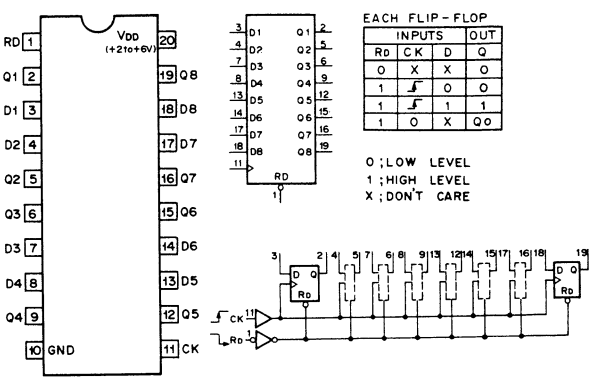 VDD
(+2to+6V)
RD 1
20
Q1 2
19 Q8
D1 3
18 D8
D2 4
17 D7
Q2 5
16 Q7
Q3 6
15 Q6
D3 7
14 D6
D4 8
13 D5
Q4 9
12 Q5
10 GND
11 CK
3 D1 Q1 2
4 D2 Q2 5
7 D3 Q3 6
8 D4 Q4 9
13 D5 Q5 12
14 D6 Q6 15
17 D7 Q7 16
18 D8 Q8 19
11
RD
1
EACH FLIP-FLOP
INPUTS OUT
RD CK D Q
0 X X 0
1 0 0
1 1 1
1 0 X Qo
0 ; LOW LEVEL
1 ; HIGH LEVEL
X ; DON'T CARE
3 2 4 5 7 6 8 9 13 12 14 15 17 16 18 19
D Q
RD
D Q
RD
CK 11
RD 1